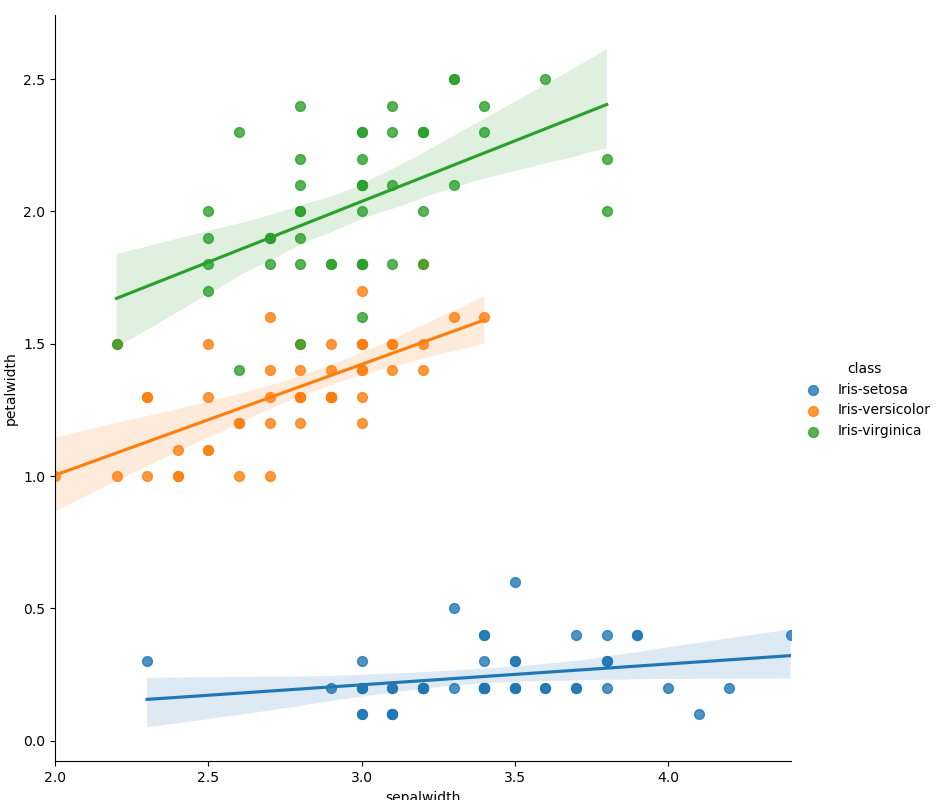 2.5
2.0
1.5
1.0
0.5
0.0
petalwidth
2.0 2.5 3.0 3.5 4.0
sepalwidth
class
Iris-setosa
Iris-versicolor
Iris-virginica